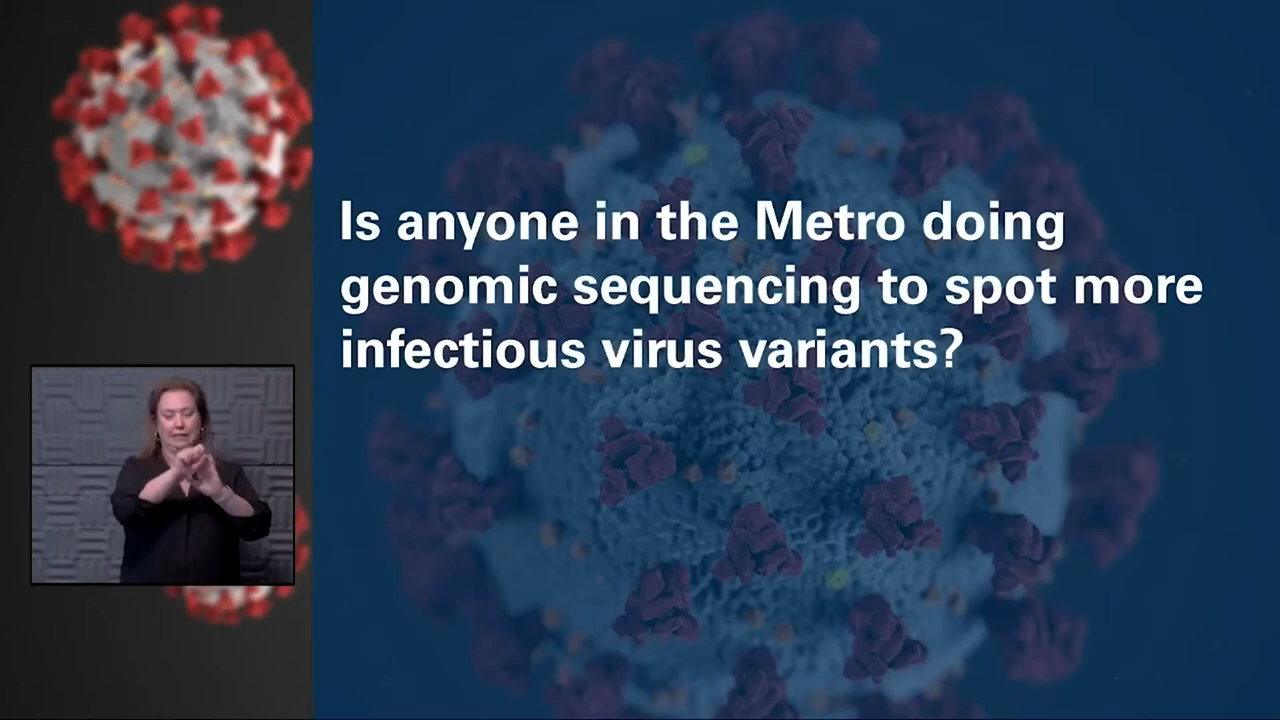 Is anyone in the Metro doing
genomic sequencing to spot more
infectious virus variants?